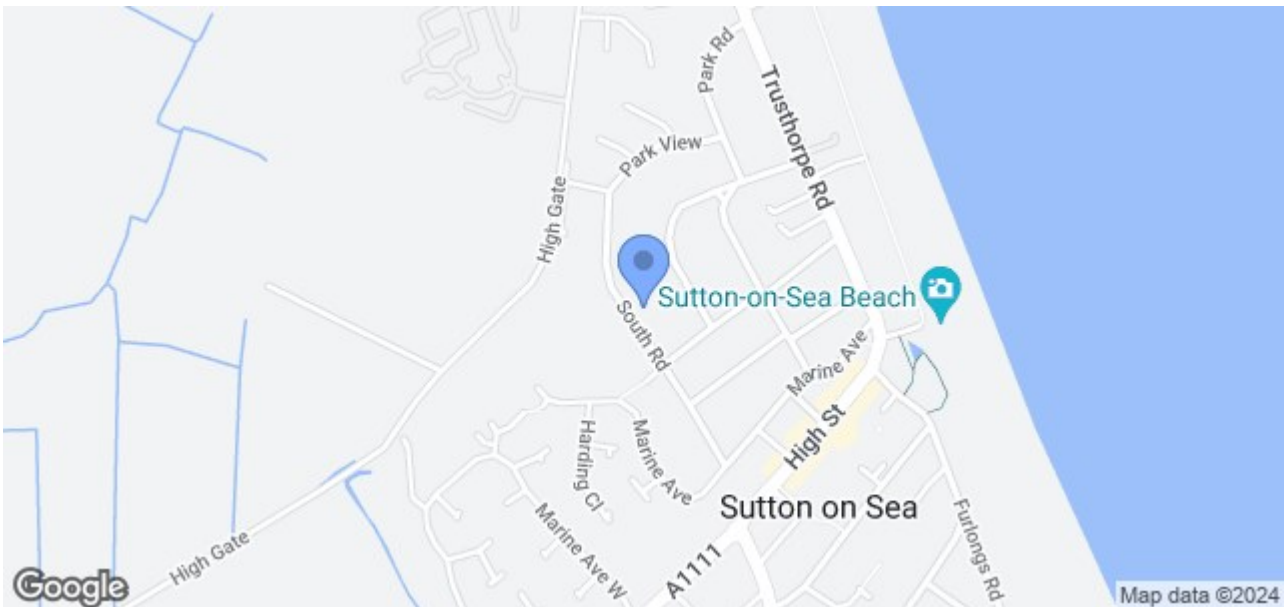 Park Rd
Trusthorpe Rd
Park View
High Gate
Sutton-on-Sea Beach
South Rd
Marine Ave
High St
Harding Cl
Marine Ave
Sutton on Sea
Marine Ave W
Furlongs Rd
A1111
High Gate
Google
Map data ©2024